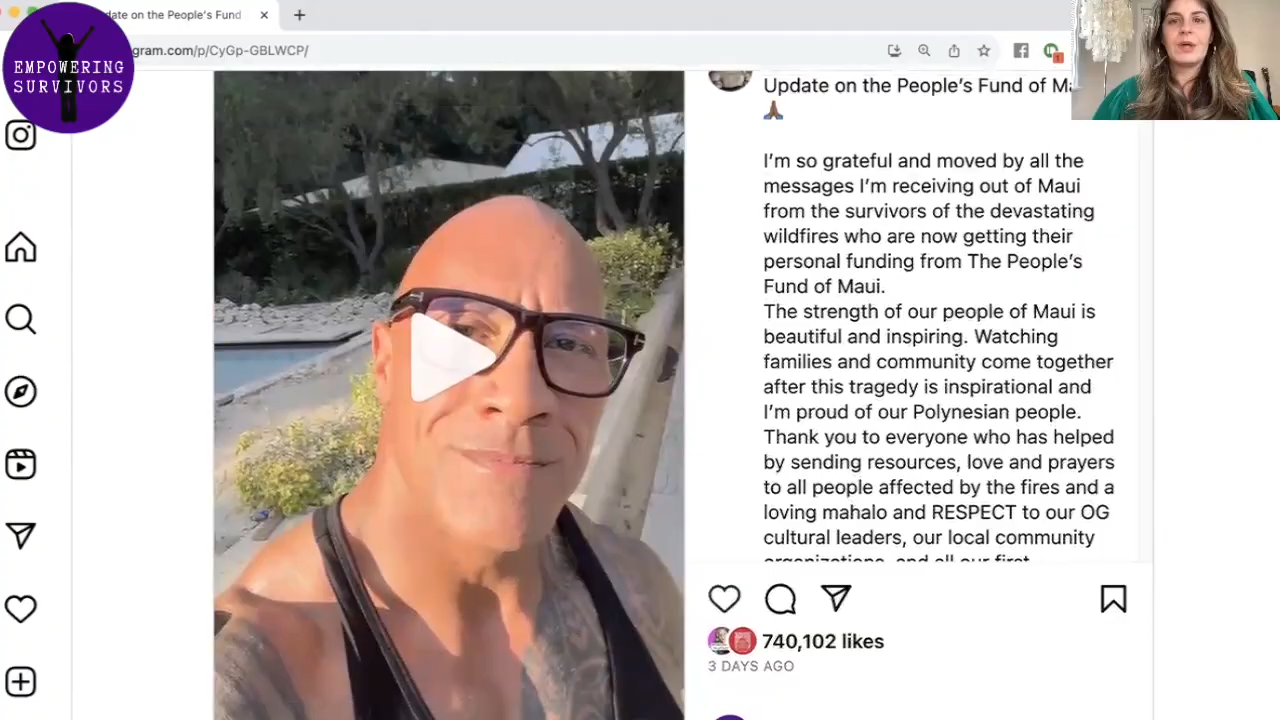 date on the People's Fund
EMPOWERING
SURVIVORS
gram.com/p/CyGp-GBLWCP/
Update on the People's Fund of
I'm so grateful and moved by all the
messages I'm receiving out of Maui
from the survivors of the devastating
wildfires who are now getting their
personal funding from The People's
Fund of Maui.
The strength of our people of Maui is
beautiful and inspiring. Watching
families and community come together
after this tragedy is inspirational and
I'm proud of our Polynesian people.
Thank you to everyone who has helped
by sending resources, love and prayers
to all people affected by the fires and a
loving mahalo and RESPECT to our OG
cultural leaders, our local community
organizations, and all our first
740,102 likes
3 DAYS AGO